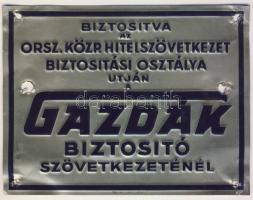 BIZTOSITVA
AZ
ORSZ. KÖZP. HITELSZÖVETKEZET
BIZTOSITÁSI OSZTÁLYA
UTJÁN
A
GAZDÁK
BIZTOSITÓ
SZÖVETKEZETÉNÉL